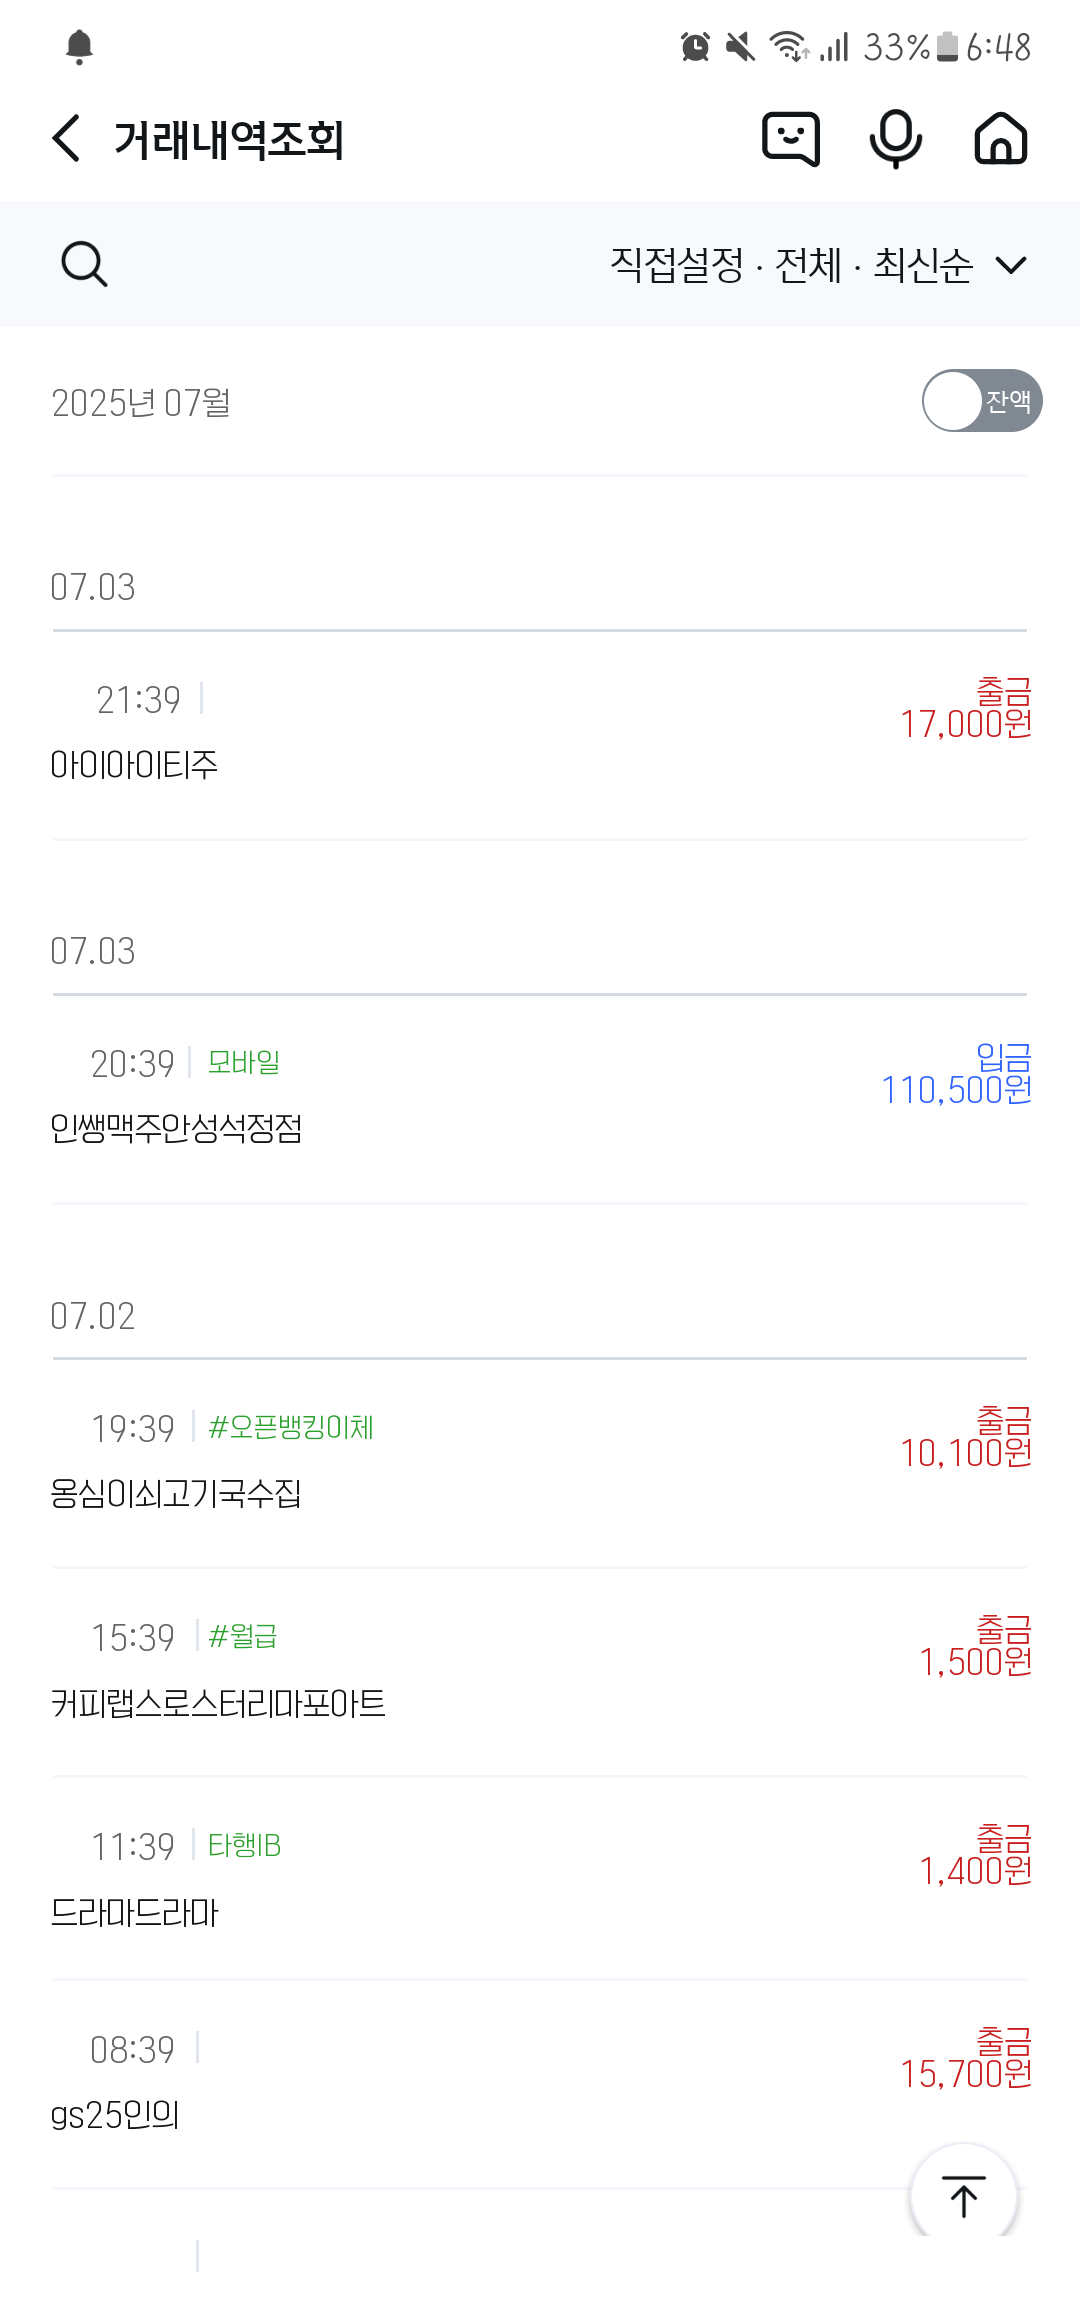 33% 6:48
거래내역조회
직접설정 · 전체 · 최신순
2025년 07월
잔액
07.03
21:39
출금
17,000원
아이아이티주
07.03
20:39 모바일
입금
110,500원
인쌩맥주안성석정점
07.02
19:39 #오픈뱅킹이체
출금
10,100원
옹심이쇠고기국수집
15:39 #월급
출금
1,500원
커피랩스로스터리마포아트
11:39 타행IB
출금
1,400원
드라마드라마
08:39
출금
15,700원
gs25인의